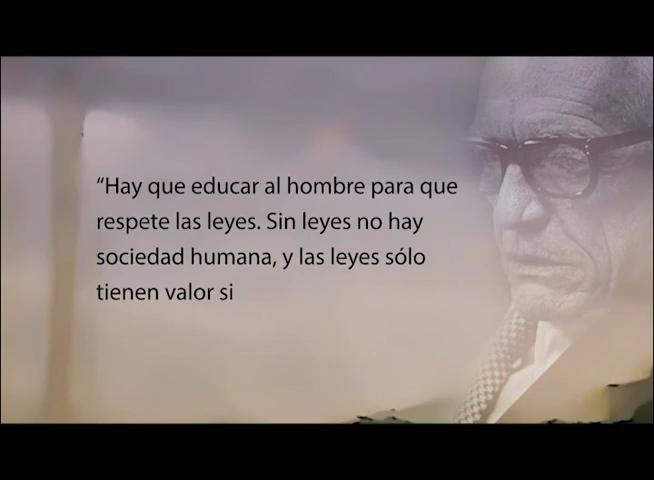 “Hay que educar al hombre para que
respete las leyes. Sin leyes no hay
sociedad humana, y las leyes sólo
tienen valor si